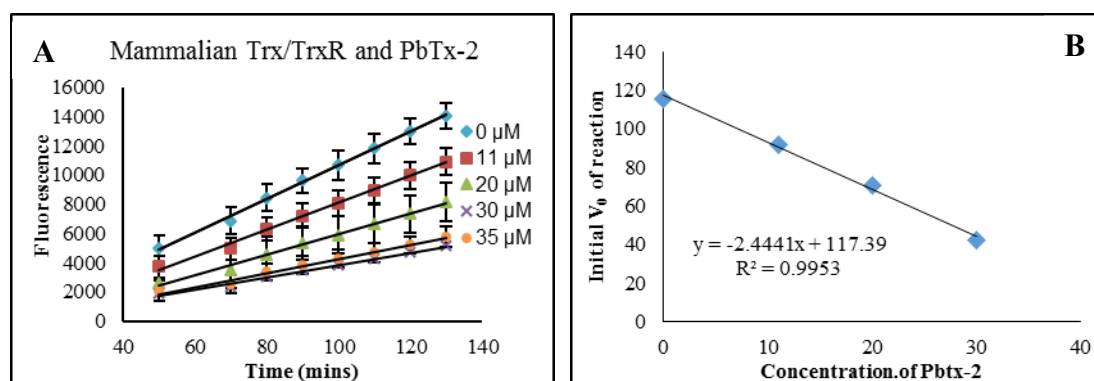 A
Mammalian Trx/TrxR and PbTx-2
16000
14000
12000
10000
8000
6000
4000
2000
0
Fluorescence
40
60
80
100
120
140
Time (mins)
0 μM
11 μM
20 μM
30 μM
35 μM
B
140
120
100
80
60
40
20
0
Initial V0 of reaction
y = -2.4441x + 117.39
R² = 0.9953
0
10
20
30
40
Concentration.of Pbtx-2